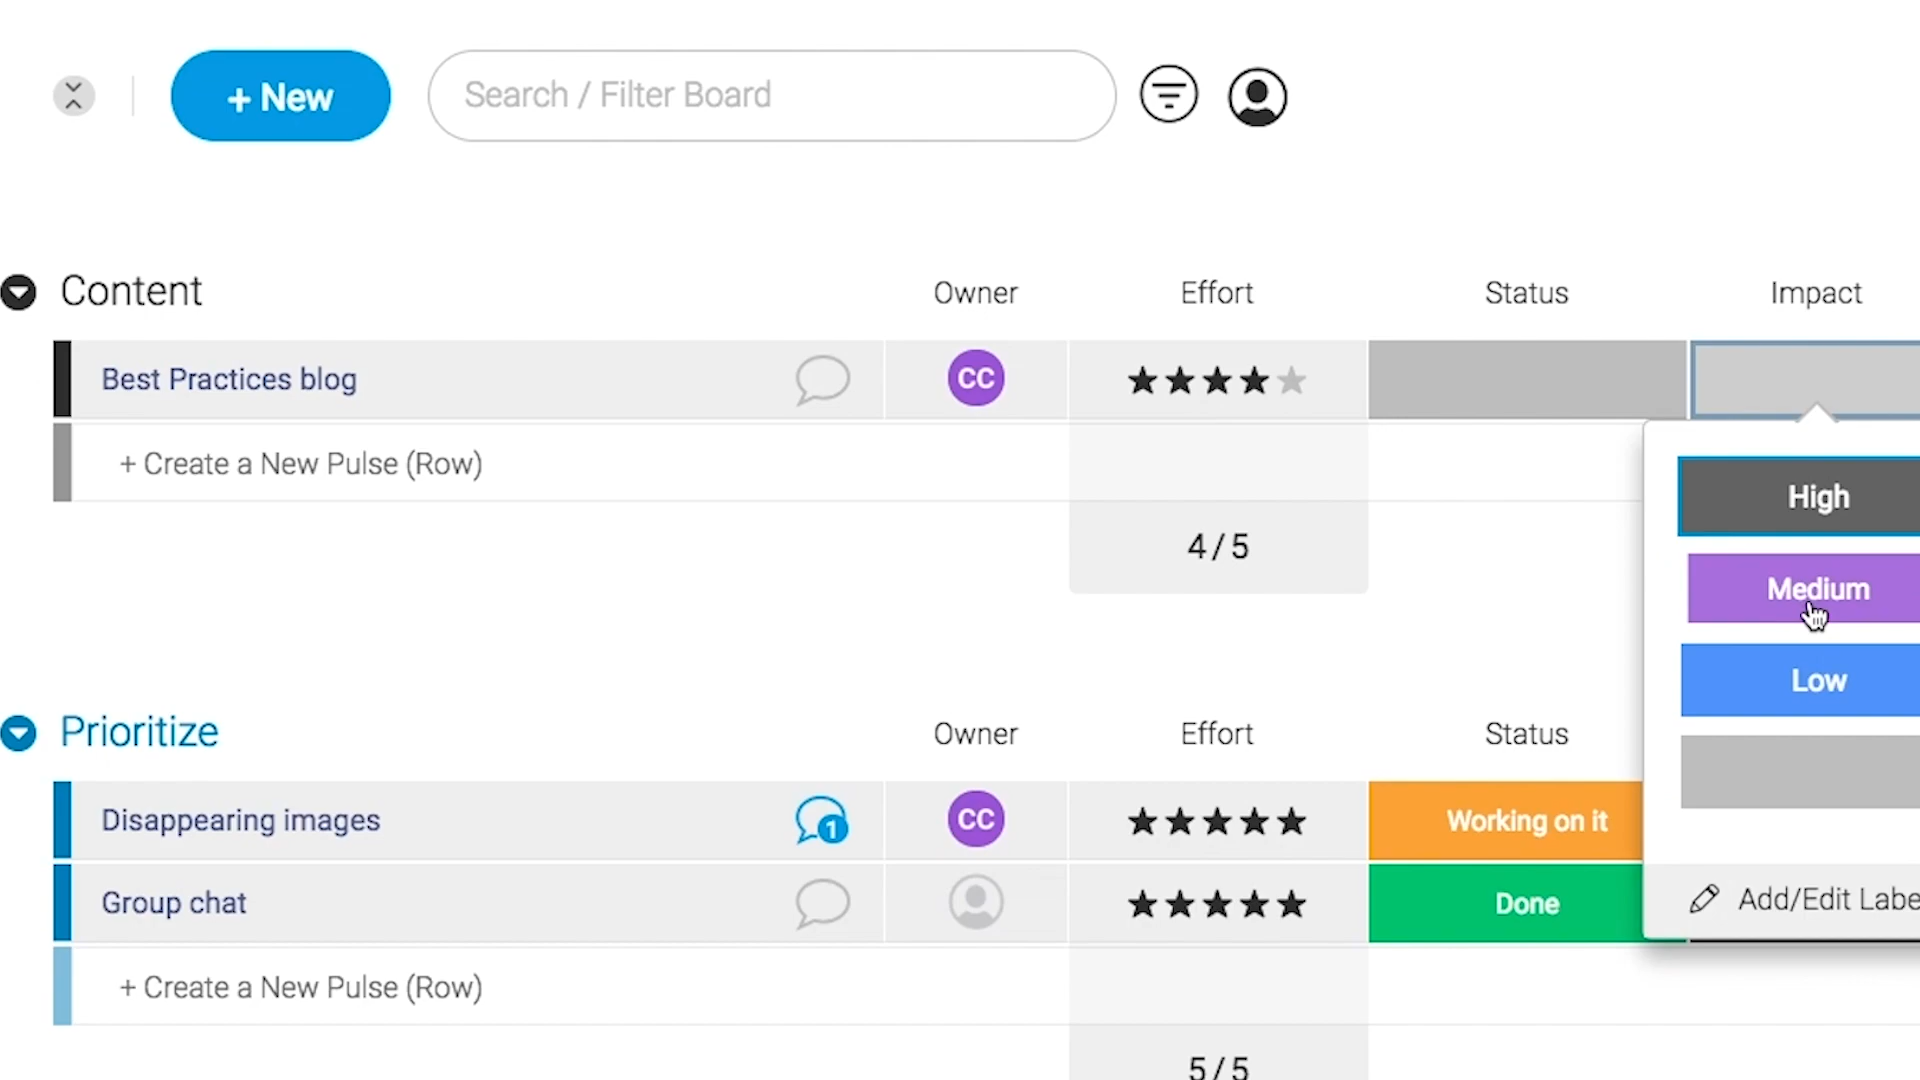 + New
Search / Filter Board
Content Owner Effort Status Impact
Best Practices blog CC
+ Create a New Pulse (Row)
4 / 5
High
Medium
Low
Prioritize Owner Effort Status
Disappearing images 1 CC Working on it
Group chat Done
Add/Edit Labe
+ Create a New Pulse (Row)
5 / 5